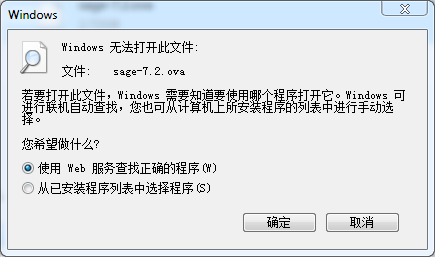 sage-7.2.ova
Windows
Windows 无法打开此文件:
文件: sage-7.2.ova
若要打开此文件，Windows 需要知道要使用哪个程序打开它。Windows 可
进行联机自动查找，您也可从计算机上所安装程序的列表中进行手动选
择。
您希望做什么?
使用 Web 服务查找正确的程序(W)
从已安装程序列表中选择程序(S)
确定 取消